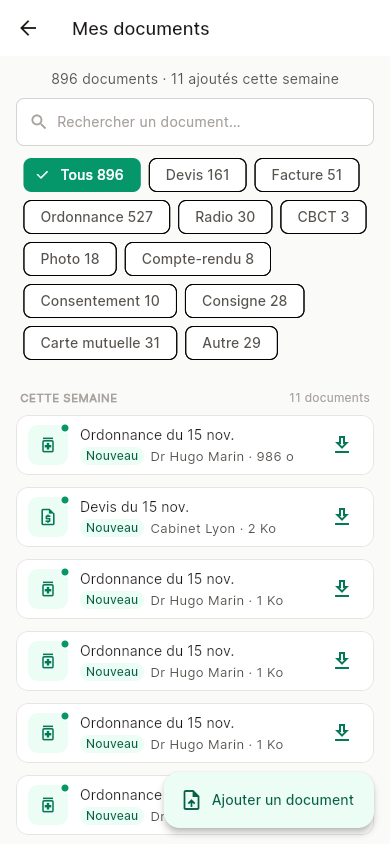 Mes documents
896 documents · 11 ajoutés cette semaine
Rechercher un document...
Tous 896
Devis 161
Facture 51
Ordonnance 527
Radio 30
CBCT 3
Photo 18
Compte-rendu 8
Consentement 10
Consigne 28
Carte mutuelle 31
Autre 29
CETTE SEMAINE
11 documents
Ordonnance du 15 nov.
Nouveau Dr Hugo Marin · 986 o
Devis du 15 nov.
Nouveau Cabinet Lyon · 2 Ko
Ordonnance du 15 nov.
Nouveau Dr Hugo Marin · 1 Ko
Ordonnance du 15 nov.
Nouveau Dr Hugo Marin · 1 Ko
Ordonnance du 15 nov.
Nouveau Dr Hugo Marin · 1 Ko
Ordonnance
Nouveau Dr
Ajouter un document